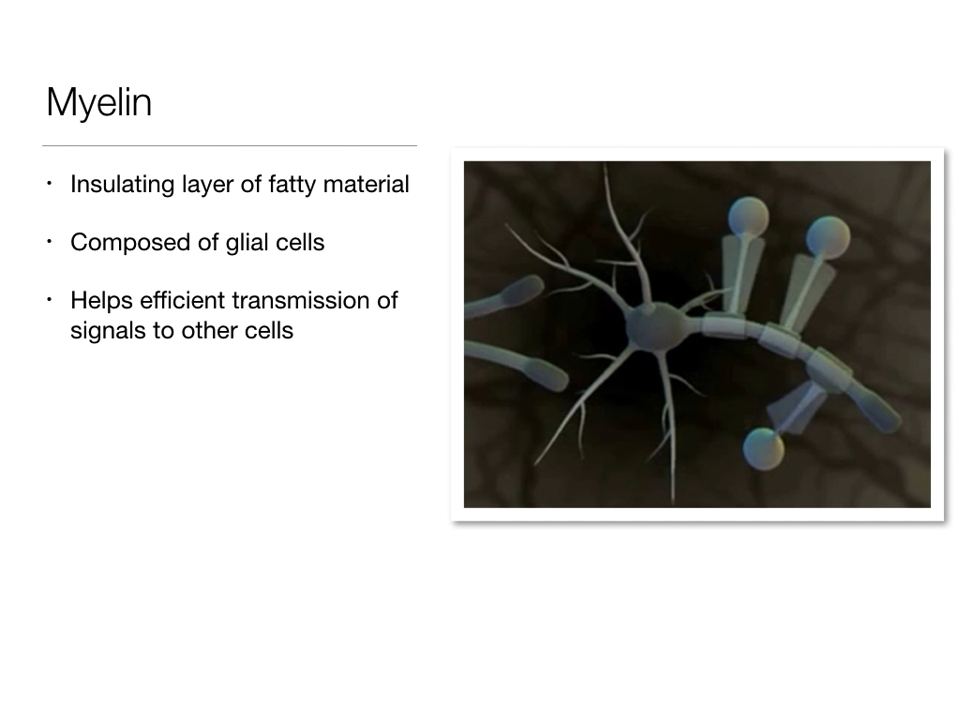 Myelin
• Insulating layer of fatty material
• Composed of glial cells
• Helps efficient transmission of
signals to other cells